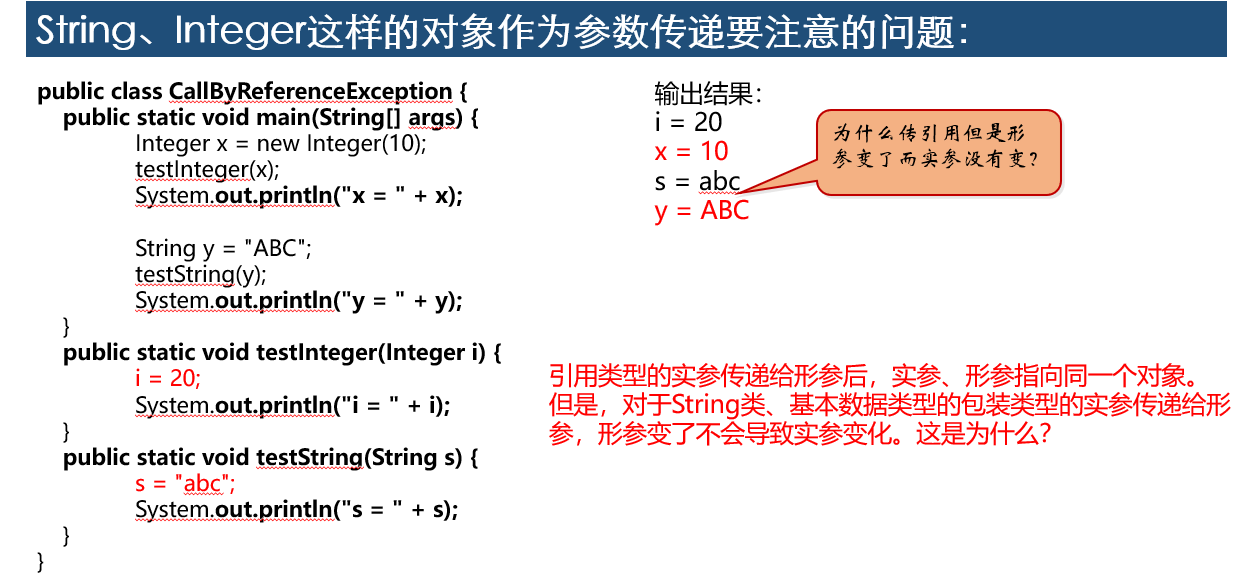 String、Integer这样的对象作为参数传递要注意的问题：
public class CallByReferenceException {
public static void main(String[] args) {
Integer x = new Integer(10);
testInteger(x);
System.out.println("x = " + x);
String y = "ABC";
testString(y);
System.out.println("y = " + y);
}
public static void testInteger(Integer i) {
i = 20;
System.out.println("i = " + i);
}
public static void testString(String s) {
s = "abc";
System.out.println("s = " + s);
}
}
输出结果：
i = 20
x = 10
s = abc
y = ABC
为什么传引用但是形
参变了而实参没有变？
引用类型的实参传递给形参后，实参、形参指向同一个对象。
但是，对于String类、基本数据类型的包装类型的实参传递给形
参，形参变了不会导致实参变化。这是为什么？